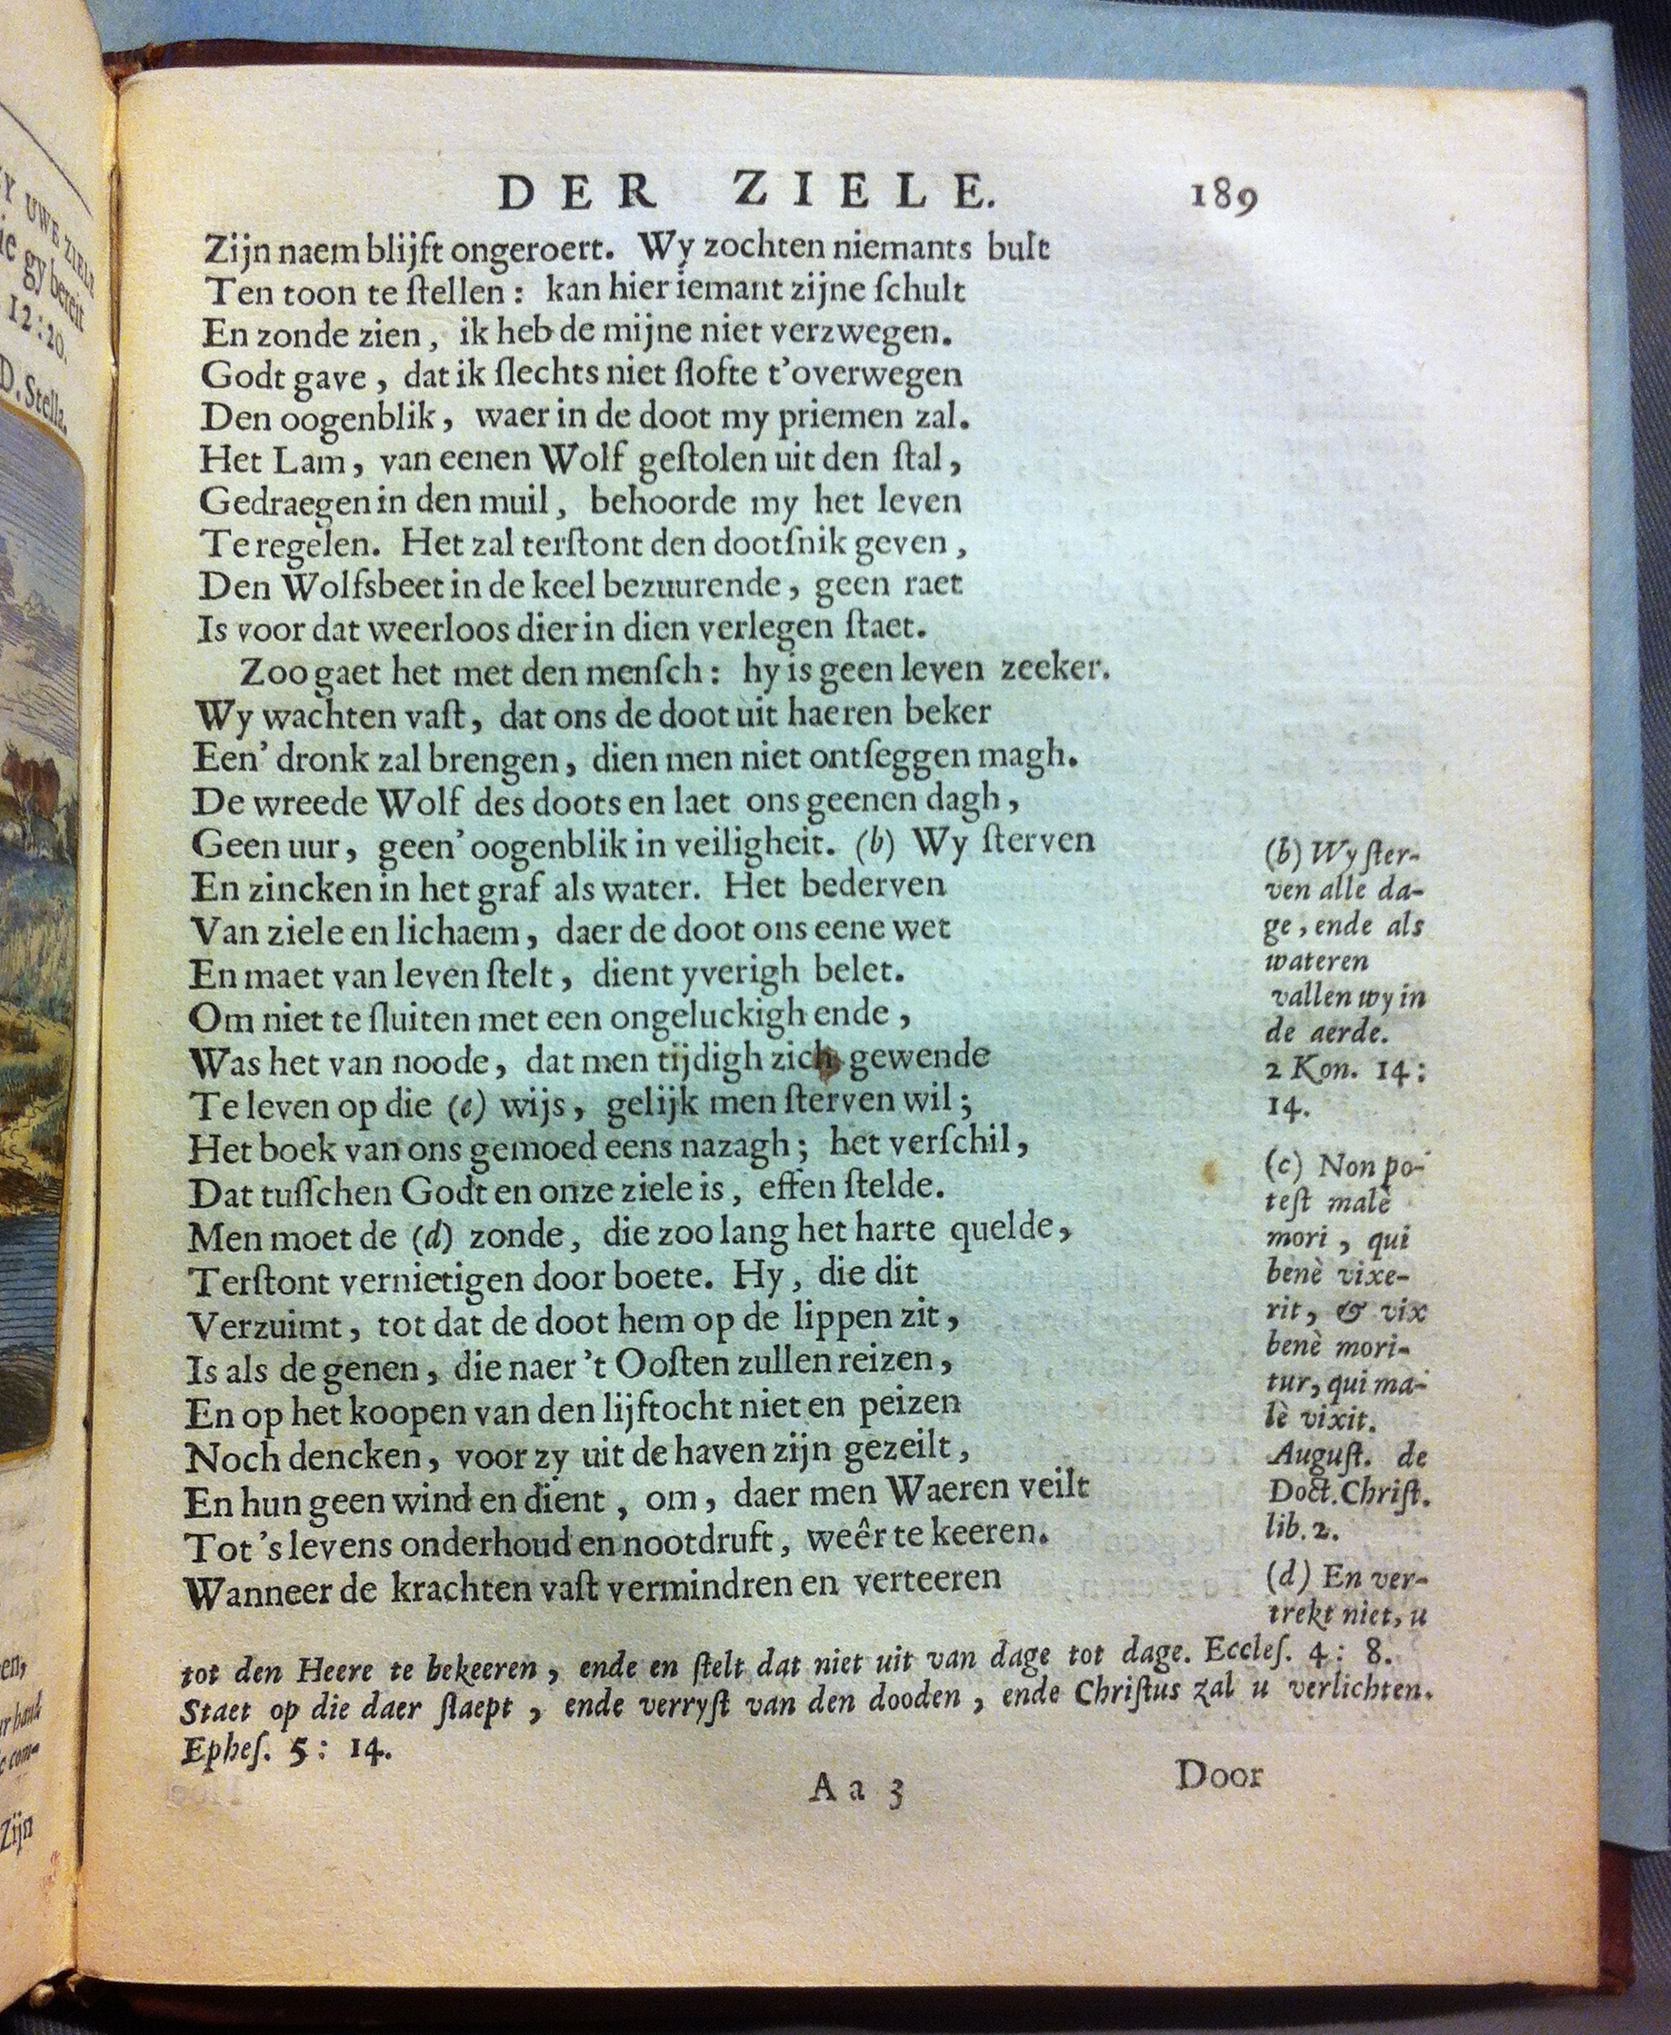 DER ZIELE. 189
Zijn naem blijft ongeroert. Wy zochten niemants bult
Ten toon te ſtellen: kan hier iemant zijne ſchult
En zonde zien, ik heb de mijne niet verzwegen.
Godt gave, dat ik ſlechts niet ſlofte t'overwegen
Den oogenblik, waer in de doot my priemen zal.
Het Lam, van eenen Wolf geſtolen uit den ſtal,
Gedraegen in den muil, behoorde my het leven
Te regelen. Het zal terſtont den dootſnik geven,
Den Wolfsbeet in de keel bezuurende, geen raet
Is voor dat weerloos dier in dien verlegen ſtaet.
Zoo gaet het met den menſch: hy is geen leven zeeker.
Wy wachten vaſt, dat ons de doot uit haeren beker
Een' dronk zal brengen, dien men niet ontſeggen magh.
De wreede Wolf des doots en laet ons geenen dagh,
Geen uur, geen' oogenblik in veiligheit. (b) Wy ſterven
En zincken in het graf als water. Het bederven
Van ziele en lichaem, daer de doot ons eene wet
En maet van leven ſtelt, dient yverigh belet.
Om niet te ſluiten met een ongeluckigh ende,
Was het van noode, dat men tijdigh zich gewende
Te leven op die (c) wijs, gelijk men ſterven wil;
Het boek van ons gemoed eens nazagh; het verſchil,
Dat tuſſchen Godt en onze ziele is, effen ſtelde.
Men moet de (d) zonde, die zoo lang het harte quelde,
Terſtont vernietigen door boete. Hy, die dit
Verzuimt, tot dat de doot hem op de lippen zit,
Is als de genen, die naer 't Ooſten zullen reizen,
En op het koopen van den lijftocht niet en peizen
Noch dencken, voor zy uit de haven zijn gezeilt,
En hun geen wind en dient, om, daer men Waeren veilt
Tot 's levens onderhoud en nootdruft, weêr te keeren.
Wanneer de krachten vaſt vermindren en verteeren
(b) Wy ſter-
ven alle da-
ge, ende als
wateren
vallen wy in
de aerde.
2 Kon. 14:
14.
(c) Non po-
teſt malè
mori, qui
benè vixe-
rit, & vix
benè mori-
tur, qui ma-
lè vixit.
Auguſt. de
Doct. Chriſt.
lib. 2.
(d) En ver-
trekt niet, u
tot den Heere te bekeeren, ende en ſtelt dat niet uit van dage tot dage. Eccleſ. 4: 8.
Staet op die daer ſlaept, ende verryſt van den dooden, ende Chriſtus zal u verlichten.
Epheſ. 5: 14.
Aa 3 Door
UWE ZIELE
gy bereit
12:20.
D. Stella.
Zijn